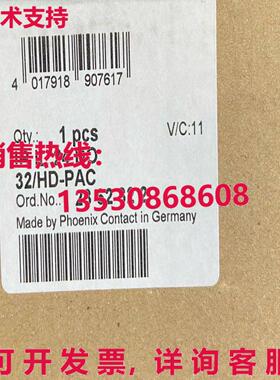 术支持
4 017918 907617
Qty.: 1 pcs V/C:11
销售热线:
32/HD-PAC
13530868608
Ord.No.:
Made by Phoenix Contact in Germany
可开发票, 详询客服